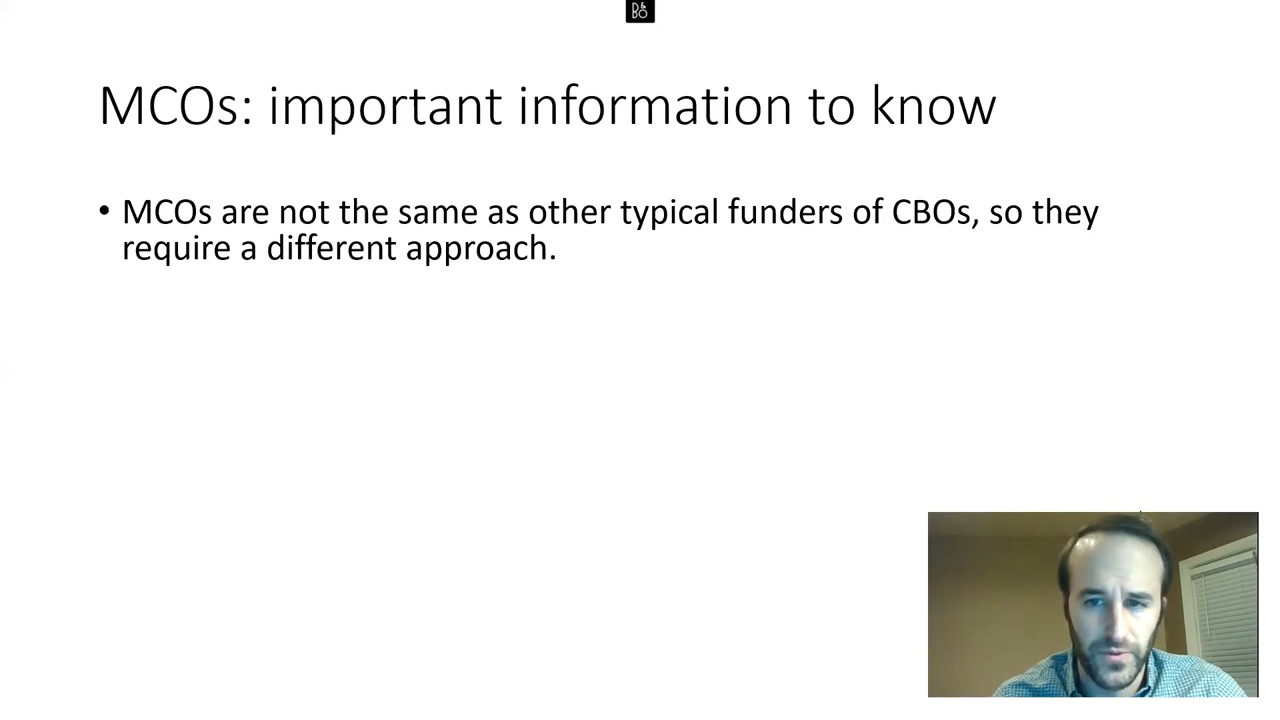 B&
BO
MCOs: important information to know
• MCOs are not the same as other typical funders of CBOs, so they
require a different approach.